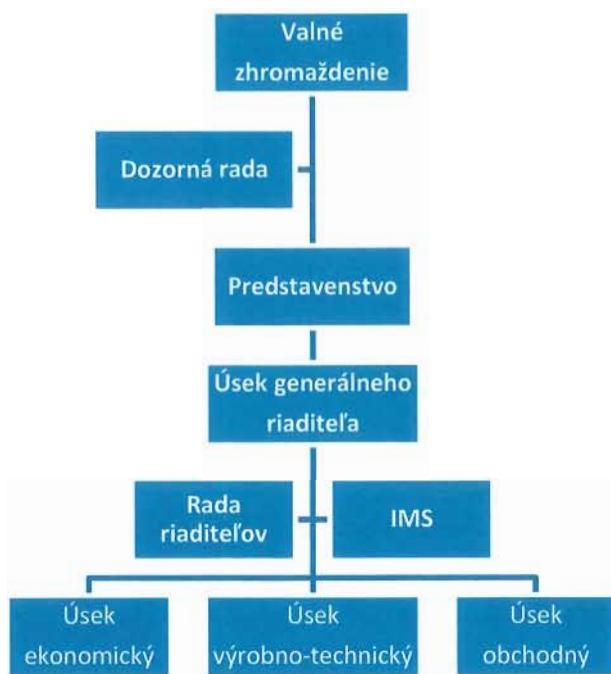 Valné
zhromaždenie
Dozorná rada
Predstavenstvo
Úsek generálneho
riaditeľa
Rada
riaditeľov
IMS
Úsek
ekonomický
Úsek
výrobno-technický
Úsek
obchodný